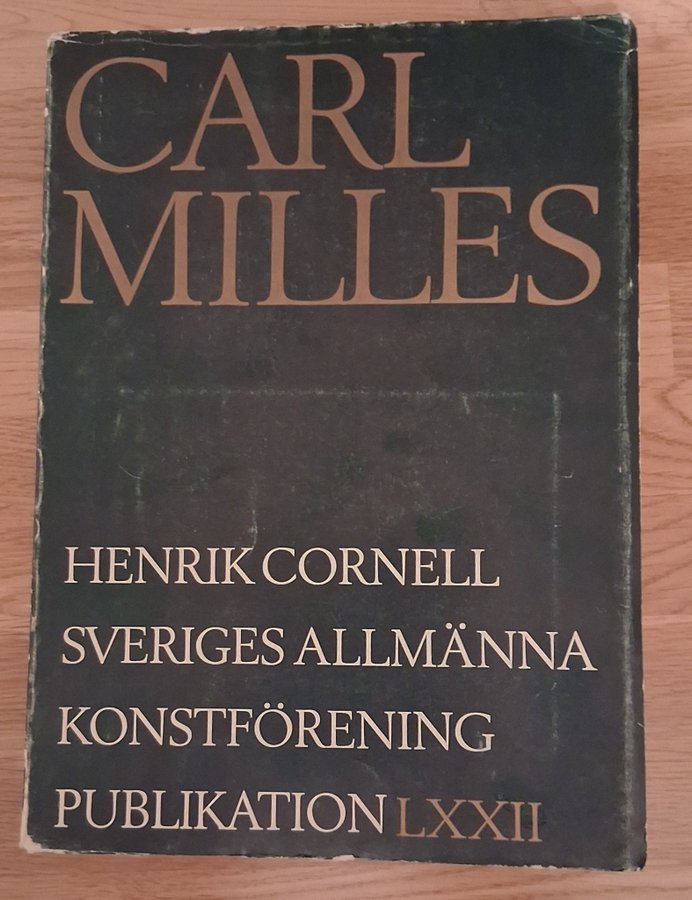 CARL
MILLES
HENRIK CORNELL
SVERIGES ALLMÄNNA
KONSTFÖRENING
PUBLIKATION LXXII